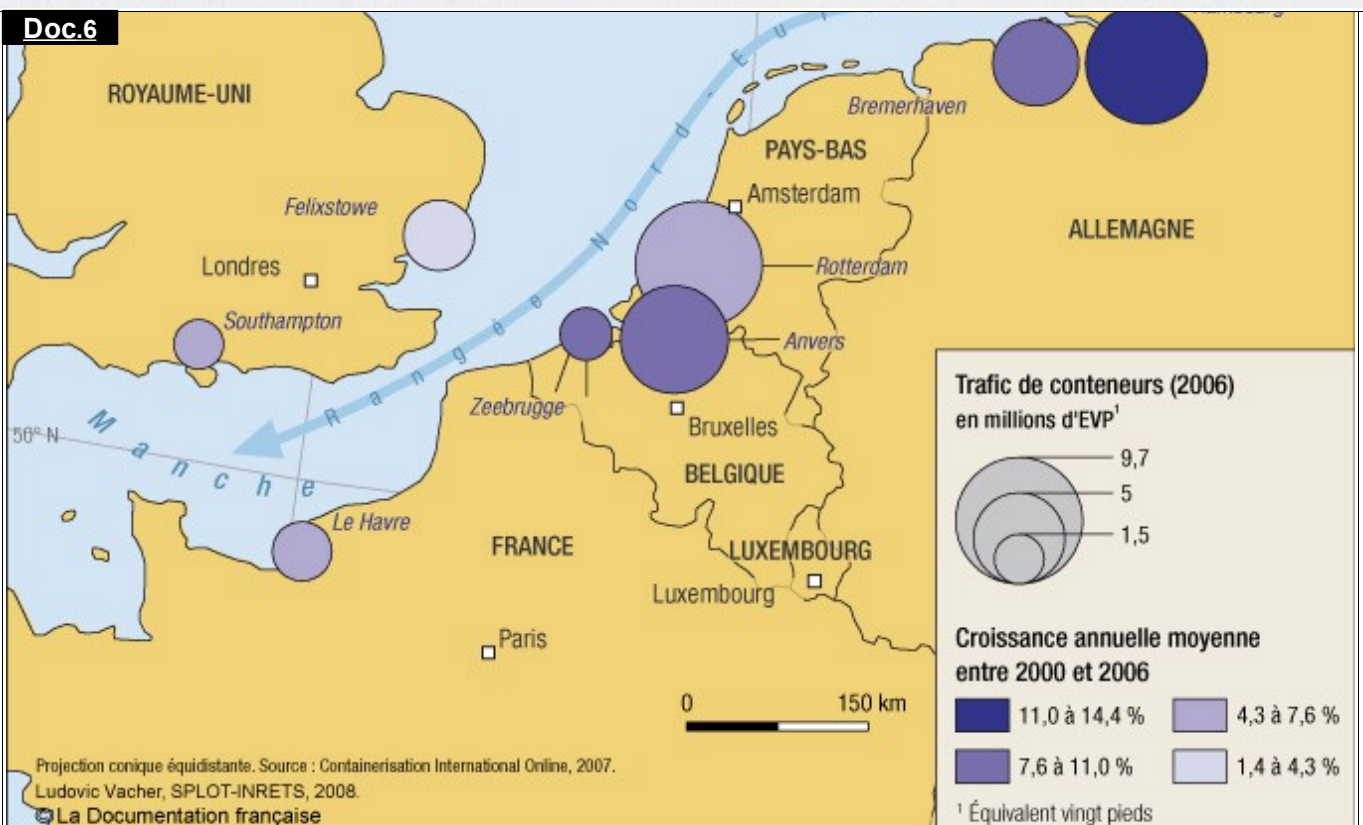 Doc.6
Hambourg
ROYAUME-UNI
Bremerhaven
PAYS-BAS
Amsterdam
Felixstowe
ALLEMAGNE
Londres
Rotterdam
Southampton
Anvers
Rangée Nord-Eu
Zeebrugge
Bruxelles
50° N
Manche
BELGIQUE
Le Havre
FRANCE
LUXEMBOURG
Luxembourg
Paris
0 150 km
Trafic de conteneurs (2006)
en millions d'EVP¹
9,7
5
1,5
Croissance annuelle moyenne
entre 2000 et 2006
11,0 à 14,4 % 4,3 à 7,6 %
7,6 à 11,0 % 1,4 à 4,3 %
¹ Équivalent vingt pieds
Projection conique équidistante. Source : Containerisation International Online, 2007.
Ludovic Vacher, SPLOT-INRETS, 2008.
©La Documentation française